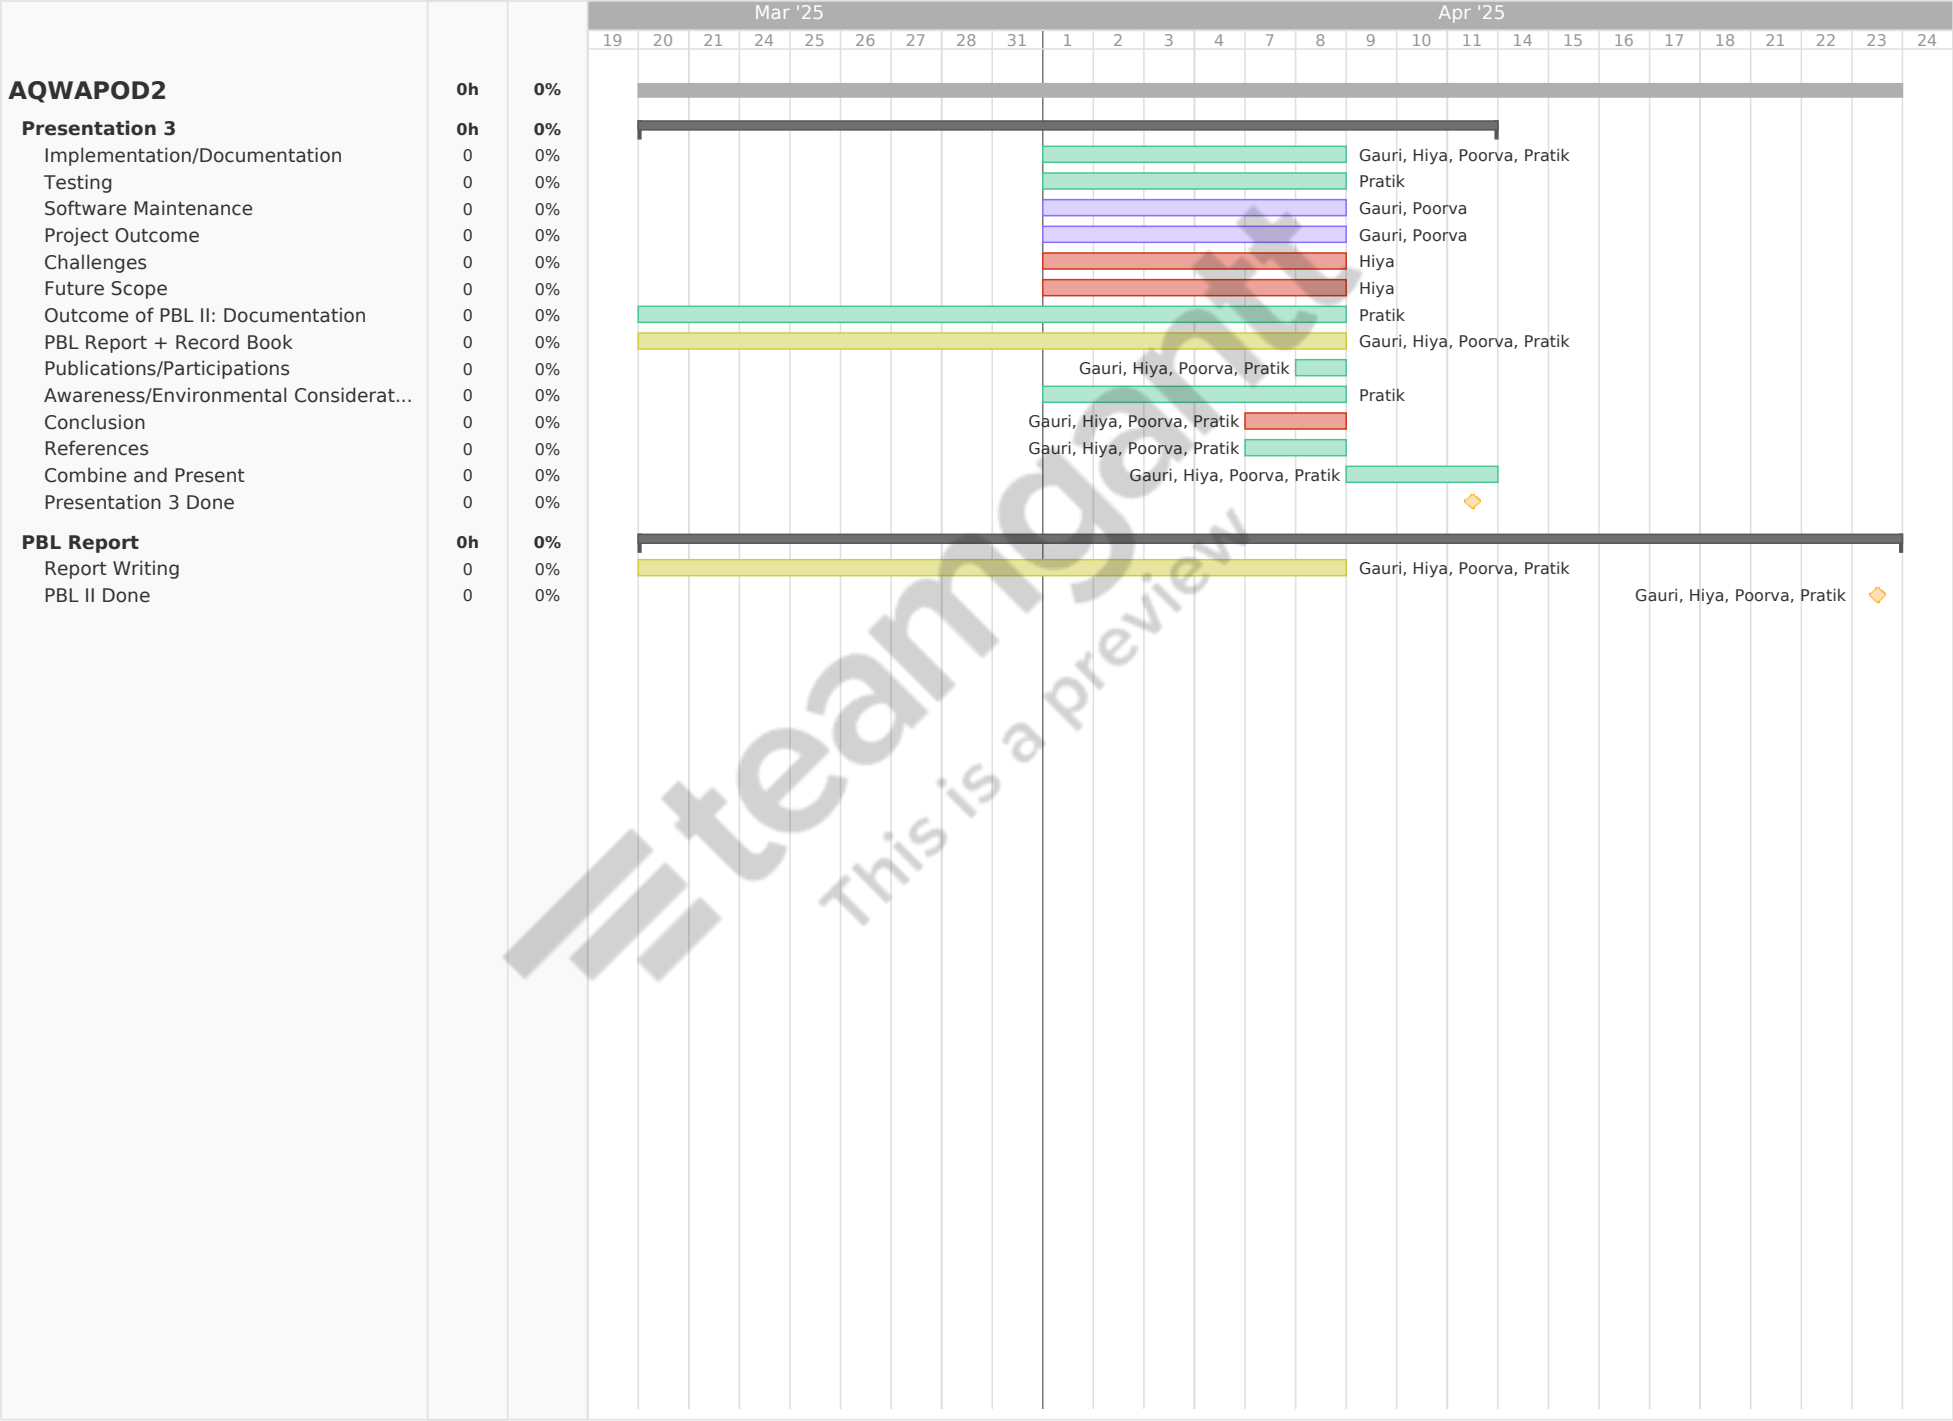 Mar '25 Apr '25
19 20 21 24 25 26 27 28 31 1 2 3 4 7 8 9 10 11 14 15 16 17 18 21 22 23 24
AQWAPOD2 0h 0%
Presentation 3 0h 0%
Implementation/Documentation 0 0% Gauri, Hiya, Poorva, Pratik
Testing 0 0% Pratik
Software Maintenance 0 0% Gauri, Poorva
Project Outcome 0 0% Gauri, Poorva
Challenges 0 0% Hiya
Future Scope 0 0% Hiya
Outcome of PBL II: Documentation 0 0% Pratik
PBL Report + Record Book 0 0% Gauri, Hiya, Poorva, Pratik
Publications/Participations 0 0% Gauri, Hiya, Poorva, Pratik
Awareness/Environmental Considerat... 0 0% Pratik
Conclusion 0 0% Gauri, Hiya, Poorva, Pratik
References 0 0% Gauri, Hiya, Poorva, Pratik
Combine and Present 0 0% Gauri, Hiya, Poorva, Pratik
Presentation 3 Done 0 0%
PBL Report 0h 0%
Report Writing 0 0% Gauri, Hiya, Poorva, Pratik
PBL II Done 0 0% Gauri, Hiya, Poorva, Pratik
teamgantt
This is a preview